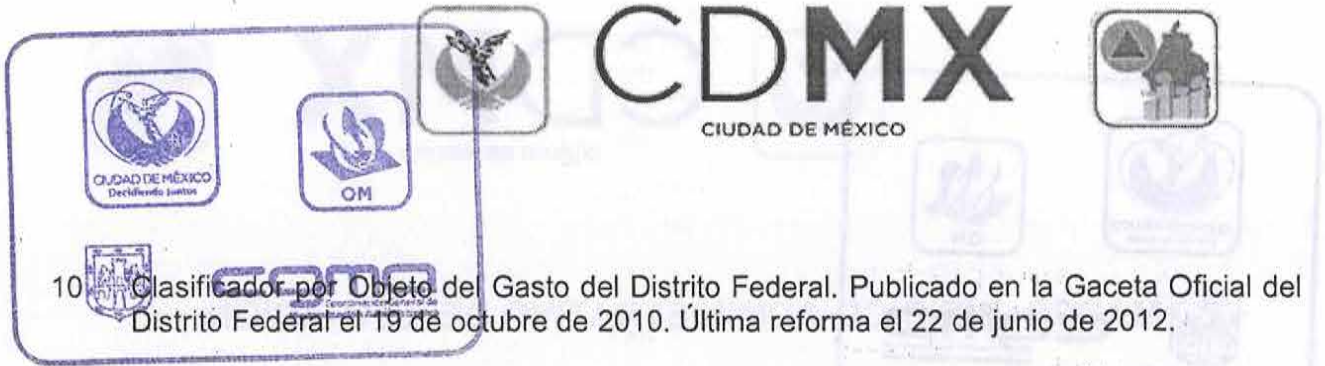 CDMX
CIUDAD DE MÉXICO
CIUDAD DE MÉXICO
Decidiendo Juntos
OM
10 Clasificador por Objeto del Gasto del Distrito Federal. Publicado en la Gaceta Oficial del
Distrito Federal el 19 de octubre de 2010. Última reforma el 22 de junio de 2012.